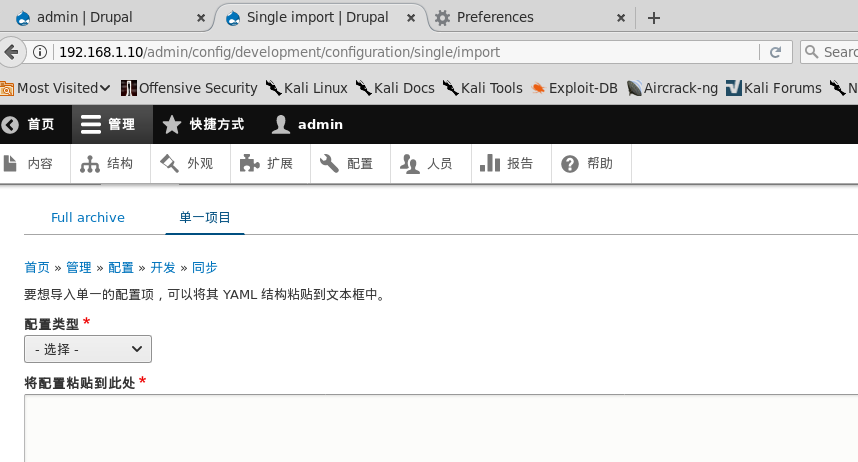 admin | Drupal × Single import | Drupal × Preferences × +
192.168.1.10/admin/config/development/configuration/single/import Searc
Most Visited Offensive Security Kali Linux Kali Docs Kali Tools Exploit-DB Aircrack-ng Kali Forums N
首页 管理 快捷方式 admin
内容 结构 外观 扩展 配置 人员 报告 帮助
Full archive 单一项目
首页 » 管理 » 配置 » 开发 » 同步
要想导入单一的配置项，可以将其 YAML 结构粘贴到文本框中。
配置类型 *
- 选择 -
将配置粘贴到此处 *